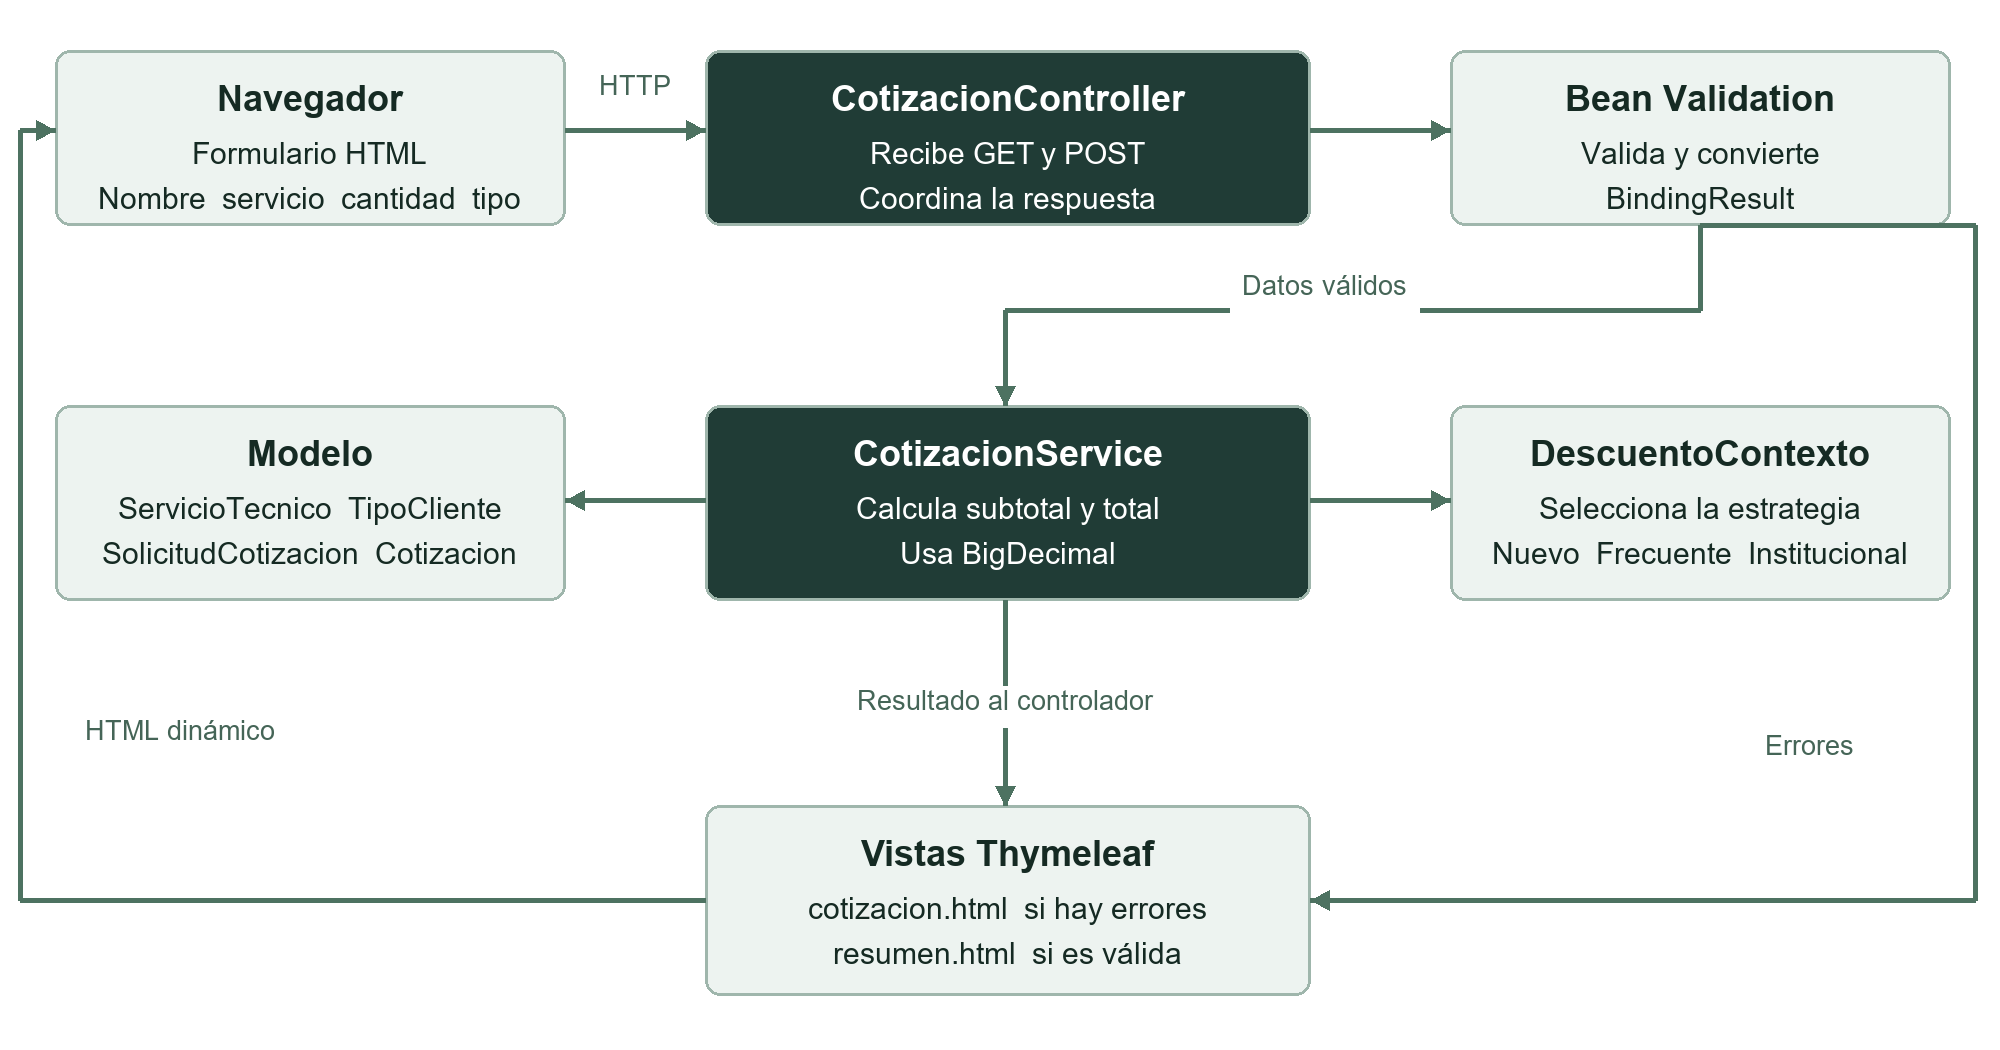 Navegador
Formulario HTML
Nombre servicio cantidad tipo
HTTP
CotizacionController
Recibe GET y POST
Coordina la respuesta
Bean Validation
Valida y convierte
BindingResult
Datos válidos
Modelo
ServicioTecnico TipoCliente
SolicitudCotizacion Cotizacion
CotizacionService
Calcula subtotal y total
Usa BigDecimal
DescuentoContexto
Selecciona la estrategia
Nuevo Frecuente Institucional
Resultado al controlador
HTML dinámico
Errores
Vistas Thymeleaf
cotizacion.html si hay errores
resumen.html si es válida